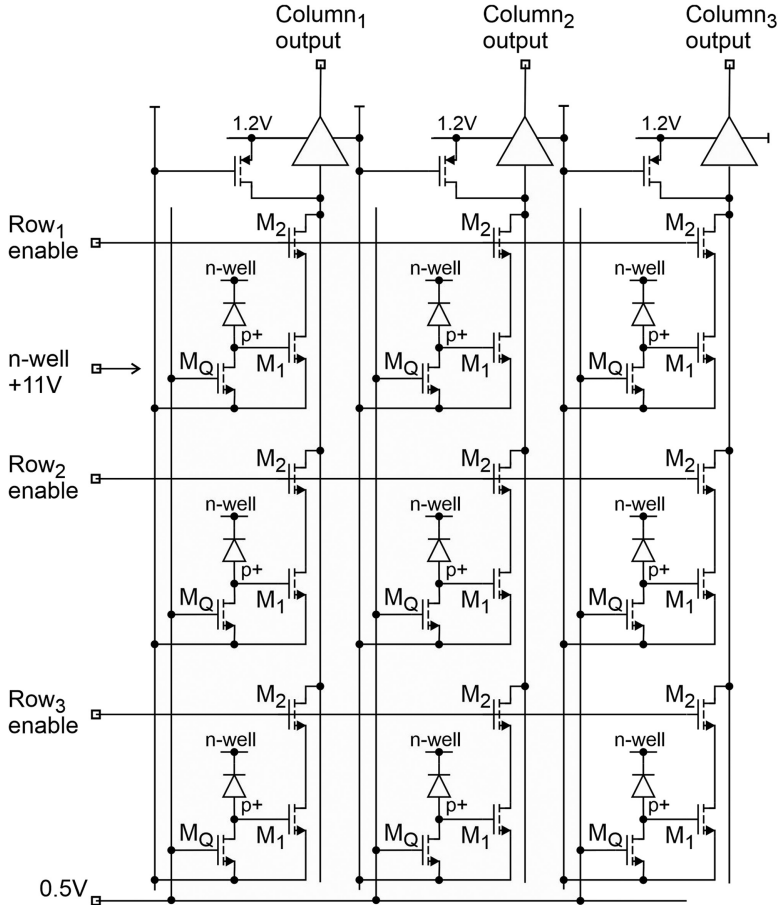 Column1 Column2 Column3
output output output
1.2V 1.2V 1.2V
Row1
enable
M2 M2 M2
n-well n-well n-well
p+ p+ p+
n-well
+11V
MQ M1 MQ M1 MQ M1
Row2
enable
M2 M2 M2
n-well n-well n-well
p+ p+ p+
MQ M1 MQ M1 MQ M1
Row3
enable
M2 M2 M2
n-well n-well n-well
p+ p+ p+
MQ M1 MQ M1 MQ M1
0.5V